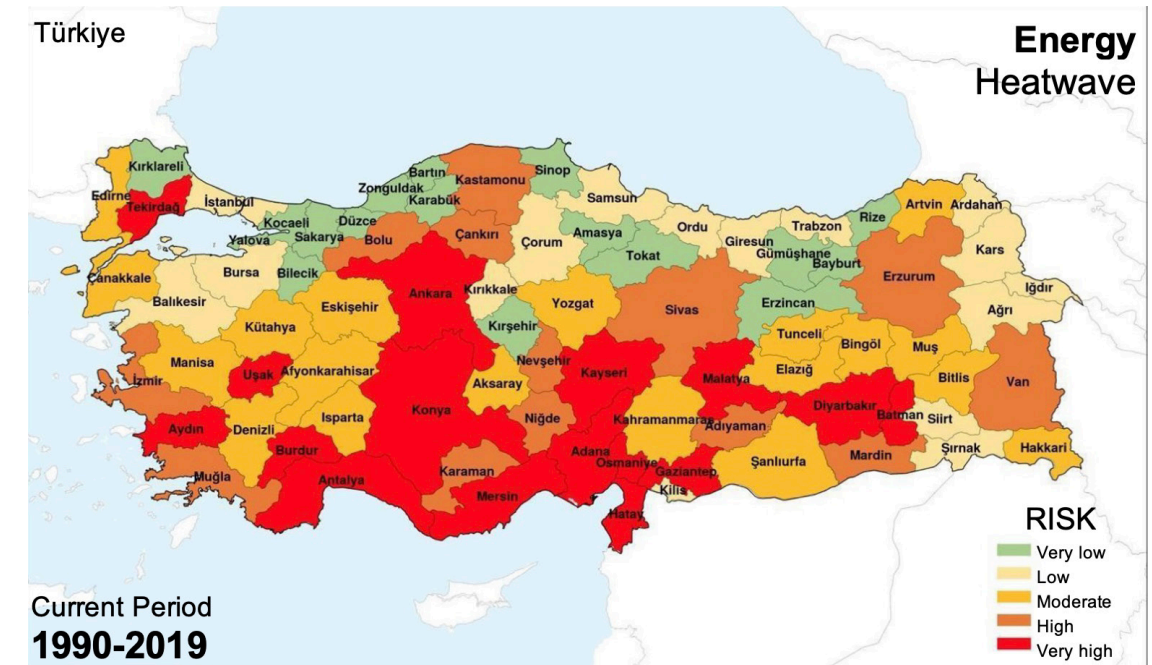 Türkiye
Energy
Heatwave
Kırklareli
Edirne
Tekirdağ
İstanbul
Kocaeli
Yalova
Sakarya
Düzce
Zonguldak
Bartın
Karabük
Kastamonu
Sinop
Samsun
Bolu
Çankırı
Çorum
Amasya
Tokat
Ordu
Giresun
Trabzon
Gümüşhane
Bayburt
Rize
Artvin
Ardahan
Kars
Iğdır
Ağrı
Erzurum
Erzincan
Çanakkale
Balıkesir
Bursa
Bilecik
Eskişehir
Ankara
Kırıkkale
Kırşehir
Yozgat
Sivas
Kütahya
Manisa
Uşak
Afyonkarahisar
İzmir
Aydın
Denizli
Isparta
Burdur
Muğla
Antalya
Konya
Aksaray
Nevşehir
Niğde
Kayseri
Karaman
Mersin
Adana
Osmaniye
Hatay
Kahramanmaraş
Malatya
Adıyaman
Gaziantep
Kilis
Şanlıurfa
Diyarbakır
Mardin
Batman
Siirt
Şırnak
Hakkari
Van
Bitlis
Muş
Bingöl
Tunceli
Elazığ
RISK
Very low
Low
Moderate
High
Very high
Current Period
1990-2019